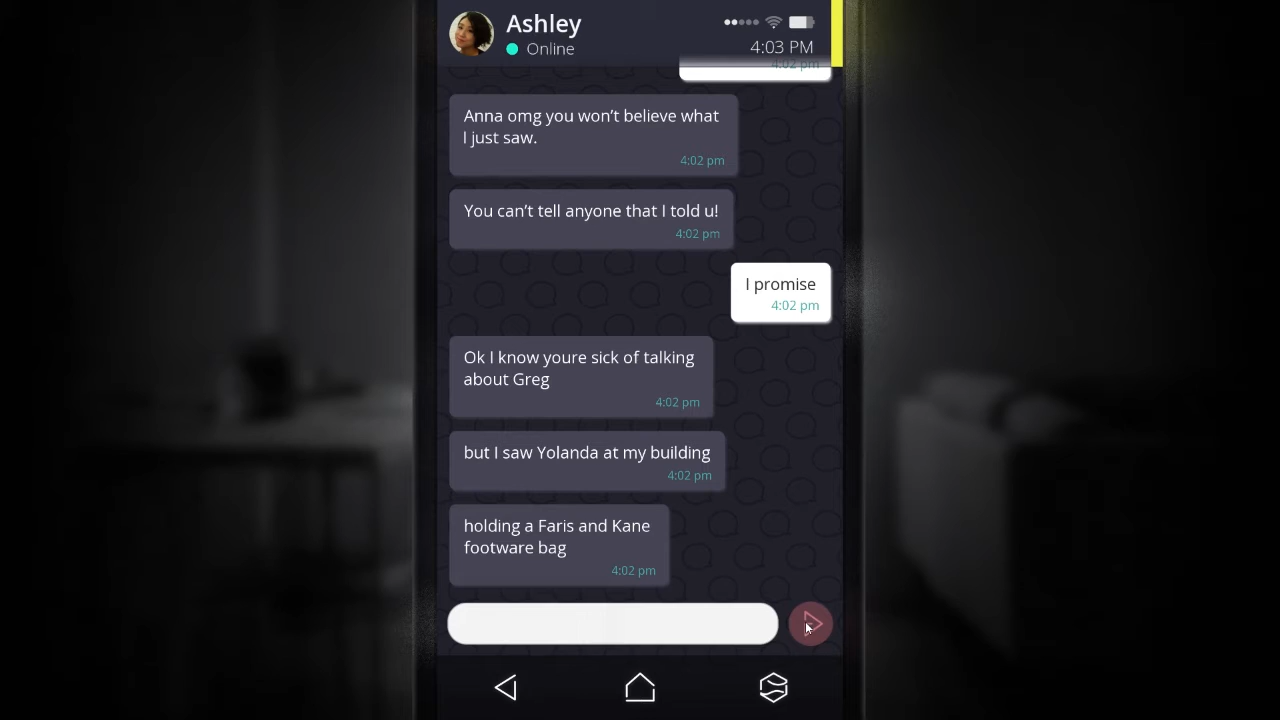 Ashley
Online
4:03 PM
4:02 pm
Anna omg you won’t believe what
I just saw.
4:02 pm
You can’t tell anyone that I told u!
4:02 pm
I promise
4:02 pm
Ok I know youre sick of talking
about Greg
4:02 pm
but I saw Yolanda at my building
4:02 pm
holding a Faris and Kane
footware bag
4:02 pm